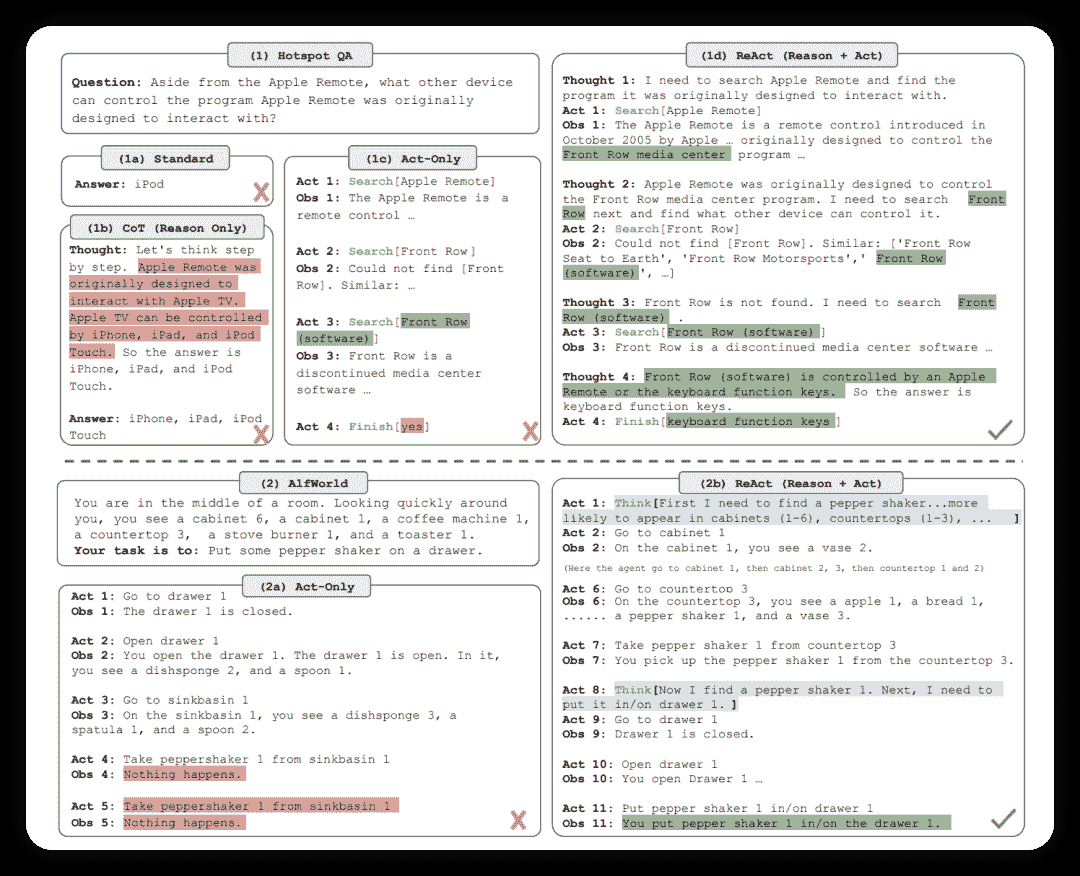 (1) Hotspot QA
Question: Aside from the Apple Remote, what other device
can control the program Apple Remote was originally
designed to interact with?
(1a) Standard
Answer: iPod
(1b) CoT (Reason Only)
Thought: Let's think step
by step. Apple Remote was
originally designed to
interact with Apple TV.
Apple TV can be controlled
by iPhone, iPad, and iPod
Touch. So the answer is
iPhone, iPad, and iPod
Touch.
Answer: iPhone, iPad, iPod
Touch
(1c) Act-Only
Act 1: Search[Apple Remote]
Obs 1: The Apple Remote is a
remote control …
Act 2: Search[Front Row]
Obs 2: Could not find [Front
Row]. Similar: …
Act 3: Search[Front Row
(software)]
Obs 3: Front Row is a
discontinued media center
software …
Act 4: Finish[yes]
(1d) ReAct (Reason + Act)
Thought 1: I need to search Apple Remote and find the
program it was originally designed to interact with.
Act 1: Search[Apple Remote]
Obs 1: The Apple Remote is a remote control introduced in
October 2005 by Apple … originally designed to control the
Front Row media center program …
Thought 2: Apple Remote was originally designed to control
the Front Row media center program. I need to search Front
Row next and find what other device can control it.
Act 2: Search[Front Row]
Obs 2: Could not find [Front Row]. Similar: ['Front Row
Seat to Earth', 'Front Row Motorsports',' Front Row
(software)', …]
Thought 3: Front Row is not found. I need to search Front
Row (software) .
Act 3: Search[Front Row (software)]
Obs 3: Front Row is a discontinued media center software …
Thought 4: Front Row (software) is controlled by an Apple
Remote or the keyboard function keys. So the answer is
keyboard function keys.
Act 4: Finish[keyboard function keys]
(2) AlfWorld
You are in the middle of a room. Looking quickly around
you, you see a cabinet 6, a cabinet 1, a coffee machine 1,
a countertop 3, a stove burner 1, and a toaster 1.
Your task is to: Put some pepper shaker on a drawer.
(2a) Act-Only
Act 1: Go to drawer 1
Obs 1: The drawer 1 is closed.
Act 2: Open drawer 1
Obs 2: You open the drawer 1. The drawer 1 is open. In it,
you see a dishsponge 2, and a spoon 1.
Act 3: Go to sinkbasin 1
Obs 3: On the sinkbasin 1, you see a dishsponge 3, a
spatula 1, and a spoon 2.
Act 4: Take peppershaker 1 from sinkbasin 1
Obs 4: Nothing happens.
Act 5: Take peppershaker 1 from sinkbasin 1
Obs 5: Nothing happens.
(2b) ReAct (Reason + Act)
Act 1: Think[First I need to find a pepper shaker...more
likely to appear in cabinets (1-6), countertops (1-3), ... ]
Act 2: Go to cabinet 1
Obs 2: On the cabinet 1, you see a vase 2.
(Here the agent go to cabinet 1, then cabinet 2, 3, then countertop 1 and 2)
Act 6: Go to countertop 3
Obs 6: On the countertop 3, you see a apple 1, a bread 1,
...... a pepper shaker 1, and a vase 3.
Act 7: Take pepper shaker 1 from countertop 3
Obs 7: You pick up the pepper shaker 1 from the countertop 3.
Act 8: Think[Now I find a pepper shaker 1. Next, I need to
put it in/on drawer 1. ]
Act 9: Go to drawer 1
Obs 9: Drawer 1 is closed.
Act 10: Open drawer 1
Obs 10: You open Drawer 1 …
Act 11: Put pepper shaker 1 in/on drawer 1
Obs 11: You put pepper shaker 1 in/on the drawer 1.